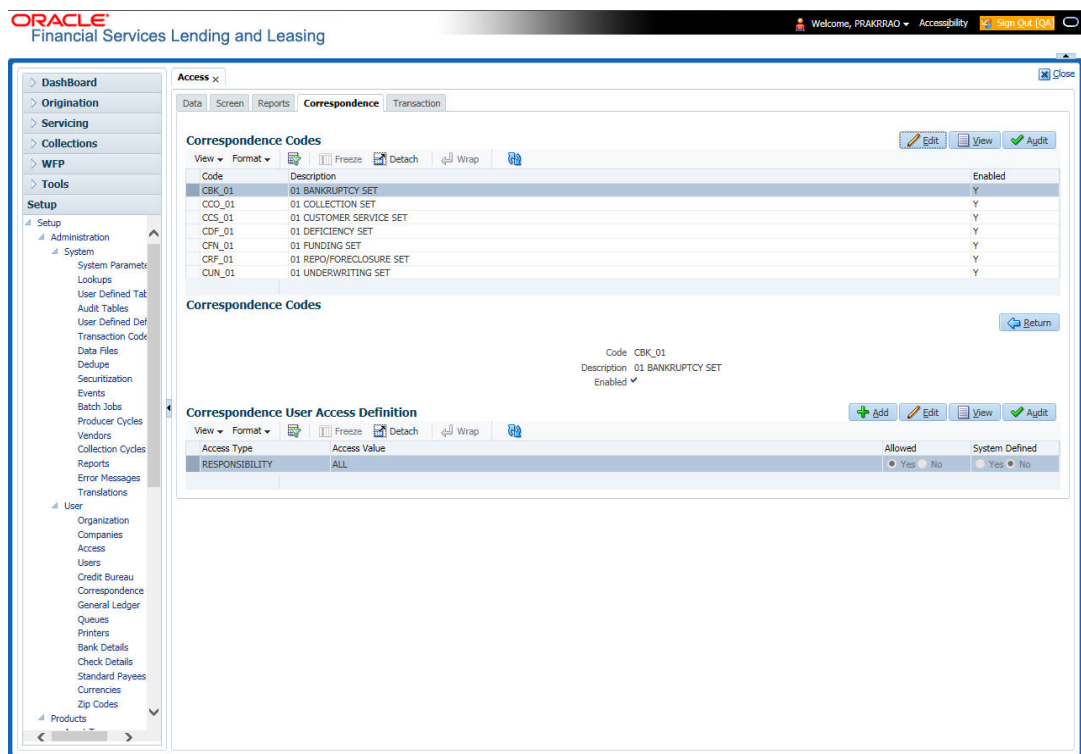 ORACLE
Financial Services Lending and Leasing
Welcome, PRAKRRAO Accessibility Sign Out [QA]
Close
DashBoard
Origination
Servicing
Collections
WFP
Tools
Setup
Setup
Administration
System
System Paramete
Lookups
User Defined Tab
Audit Tables
User Defined Def
Transaction Code
Data Files
Dedupe
Securitization
Events
Batch Jobs
Producer Cycles
Vendors
Collection Cycles
Reports
Error Messages
Translations
User
Organization
Companies
Access
Users
Credit Bureau
Correspondence
General Ledger
Queues
Printers
Bank Details
Check Details
Standard Payees
Currencies
Zip Codes
Products
Access
Data Screen Reports Correspondence Transaction
Correspondence Codes
Edit View Audit
View Format Freeze Detach Wrap
Code Description Enabled
CBK_01 01 BANKRUPTCY SET Y
CCO_01 01 COLLECTION SET Y
CCS_01 01 CUSTOMER SERVICE SET Y
CDF_01 01 DEFICIENCY SET Y
CFN_01 01 FUNDING SET Y
CRF_01 01 REPO/FORECLOSURE SET Y
CUN_01 01 UNDERWRITING SET Y
Correspondence Codes
Return
Code CBK_01
Description 01 BANKRUPTCY SET
Enabled
Correspondence User Access Definition
Add Edit View Audit
View Format Freeze Detach Wrap
Access Type Access Value Allowed System Defined
RESPONSIBILITY ALL Yes No Yes No